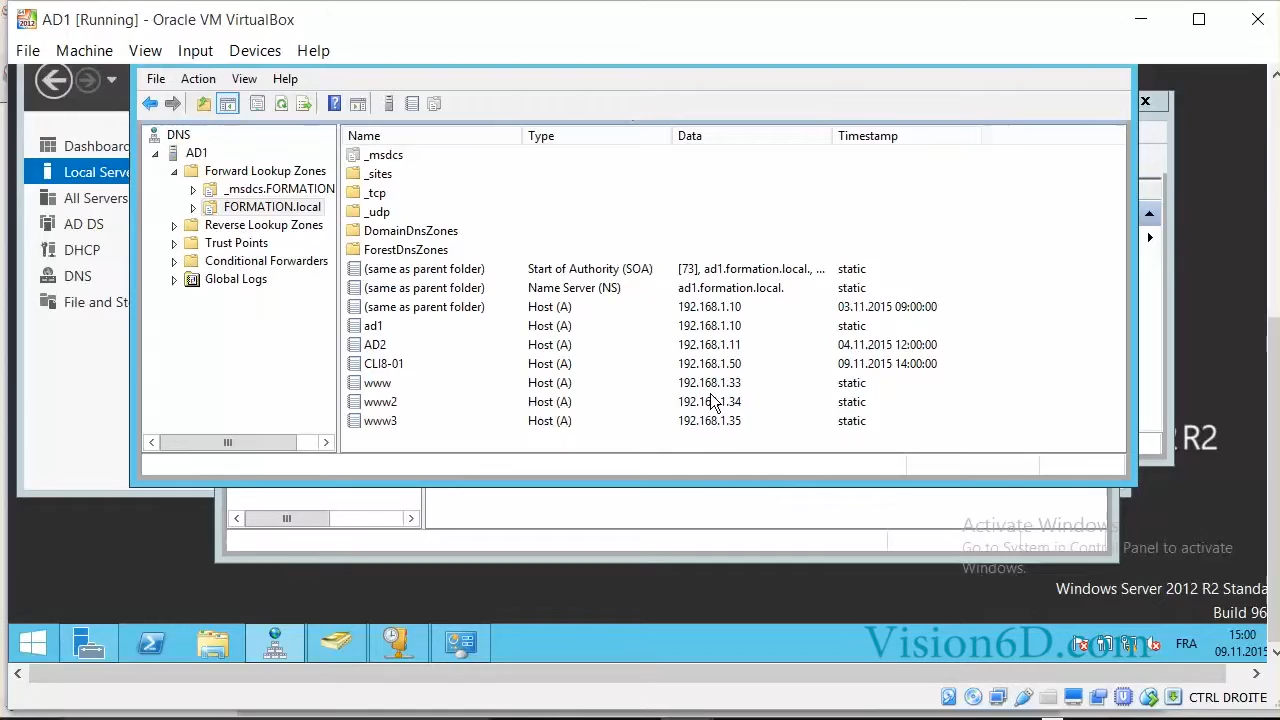 AD1 [Running] - Oracle VM VirtualBox
File Machine View Input Devices Help
File Action View Help
Dashboard
Local Serve
All Servers
AD DS
DHCP
DNS
File and St
DNS
AD1
Forward Lookup Zones
_msdcs.FORMATION
FORMATION.local
Reverse Lookup Zones
Trust Points
Conditional Forwarders
Global Logs
Name Type Data Timestamp
_msdcs
_sites
_tcp
_udp
DomainDnsZones
ForestDnsZones
(same as parent folder) Start of Authority (SOA) [73], ad1.formation.local., ... static
(same as parent folder) Name Server (NS) ad1.formation.local. static
(same as parent folder) Host (A) 192.168.1.10 03.11.2015 09:00:00
ad1 Host (A) 192.168.1.10 static
AD2 Host (A) 192.168.1.11 04.11.2015 12:00:00
CLI8-01 Host (A) 192.168.1.50 09.11.2015 14:00:00
www Host (A) 192.168.1.33 static
www2 Host (A) 192.168.1.34 static
www3 Host (A) 192.168.1.35 static
R2
Activate Windows
Go to System in Control Panel to activate
Windows.
Windows Server 2012 R2 Standa
Build 96
Vision6D.com
FRA
15:00
09.11.2015
CTRL DROITE